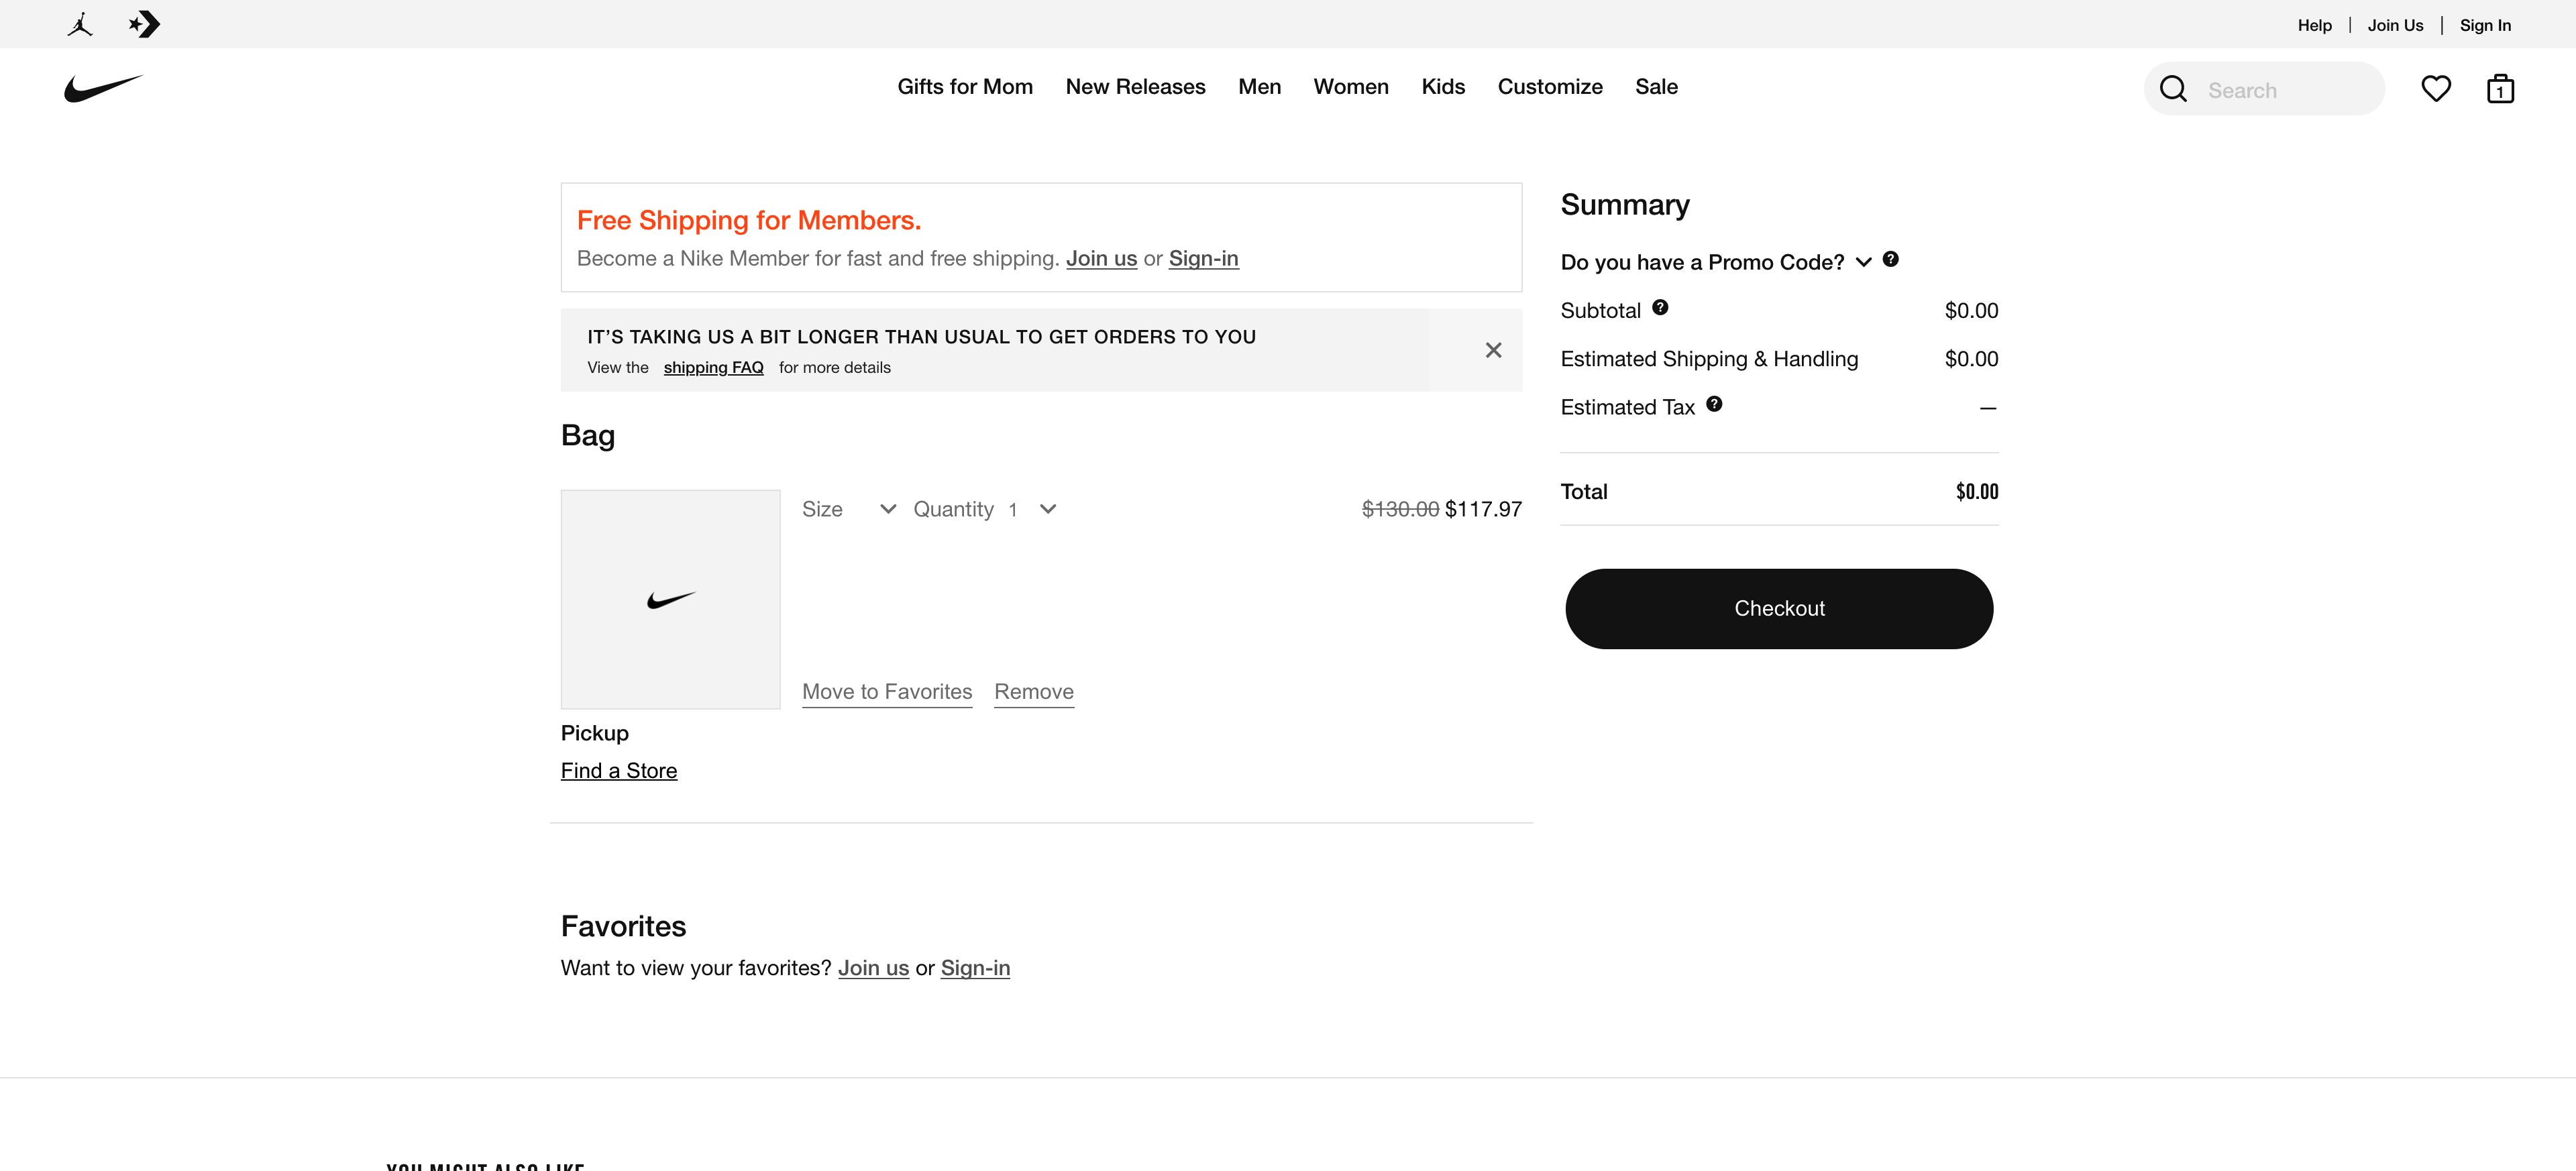 Help | Join Us | Sign In
Gifts for Mom New Releases Men Women Kids Customize Sale
Search
1
Free Shipping for Members.
Become a Nike Member for fast and free shipping. Join us or Sign-in
IT’S TAKING US A BIT LONGER THAN USUAL TO GET ORDERS TO YOU
View the shipping FAQ for more details
Bag
Size Quantity 1 $130.00 $117.97
Move to Favorites Remove
Pickup
Find a Store
Favorites
Want to view your favorites? Join us or Sign-in
Summary
Do you have a Promo Code? ?
Subtotal ? $0.00
Estimated Shipping & Handling $0.00
Estimated Tax ? —
Total $0.00
Checkout
YOU MIGHT ALSO LIKE